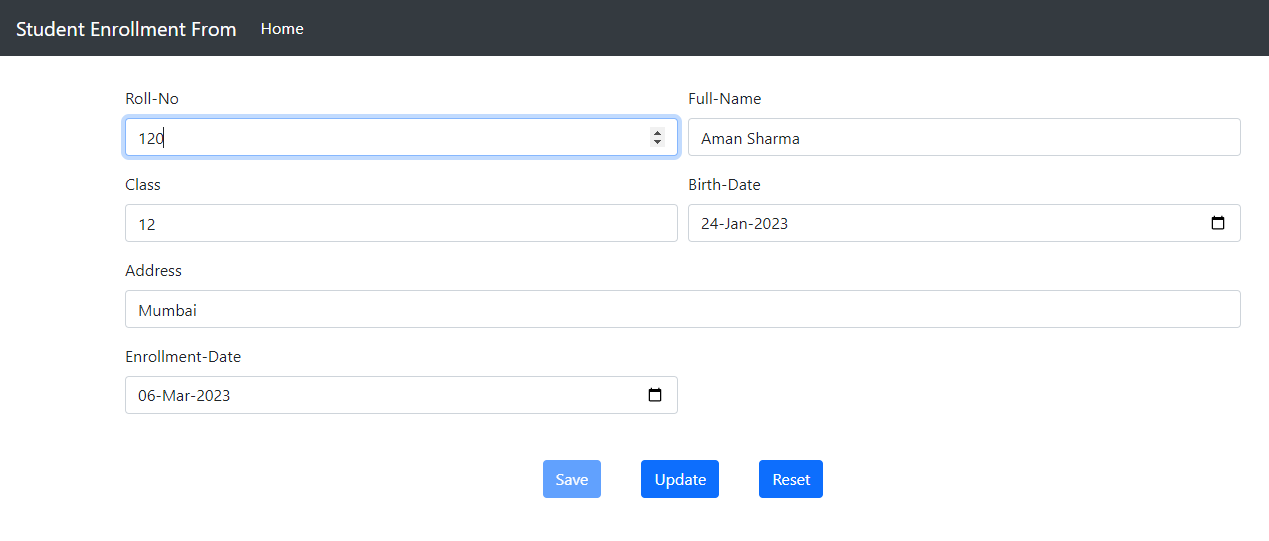 Student Enrollment From Home
Roll-No Full-Name
120 Aman Sharma
Class Birth-Date
12 24-Jan-2023
Address
Mumbai
Enrollment-Date
06-Mar-2023
Save Update Reset